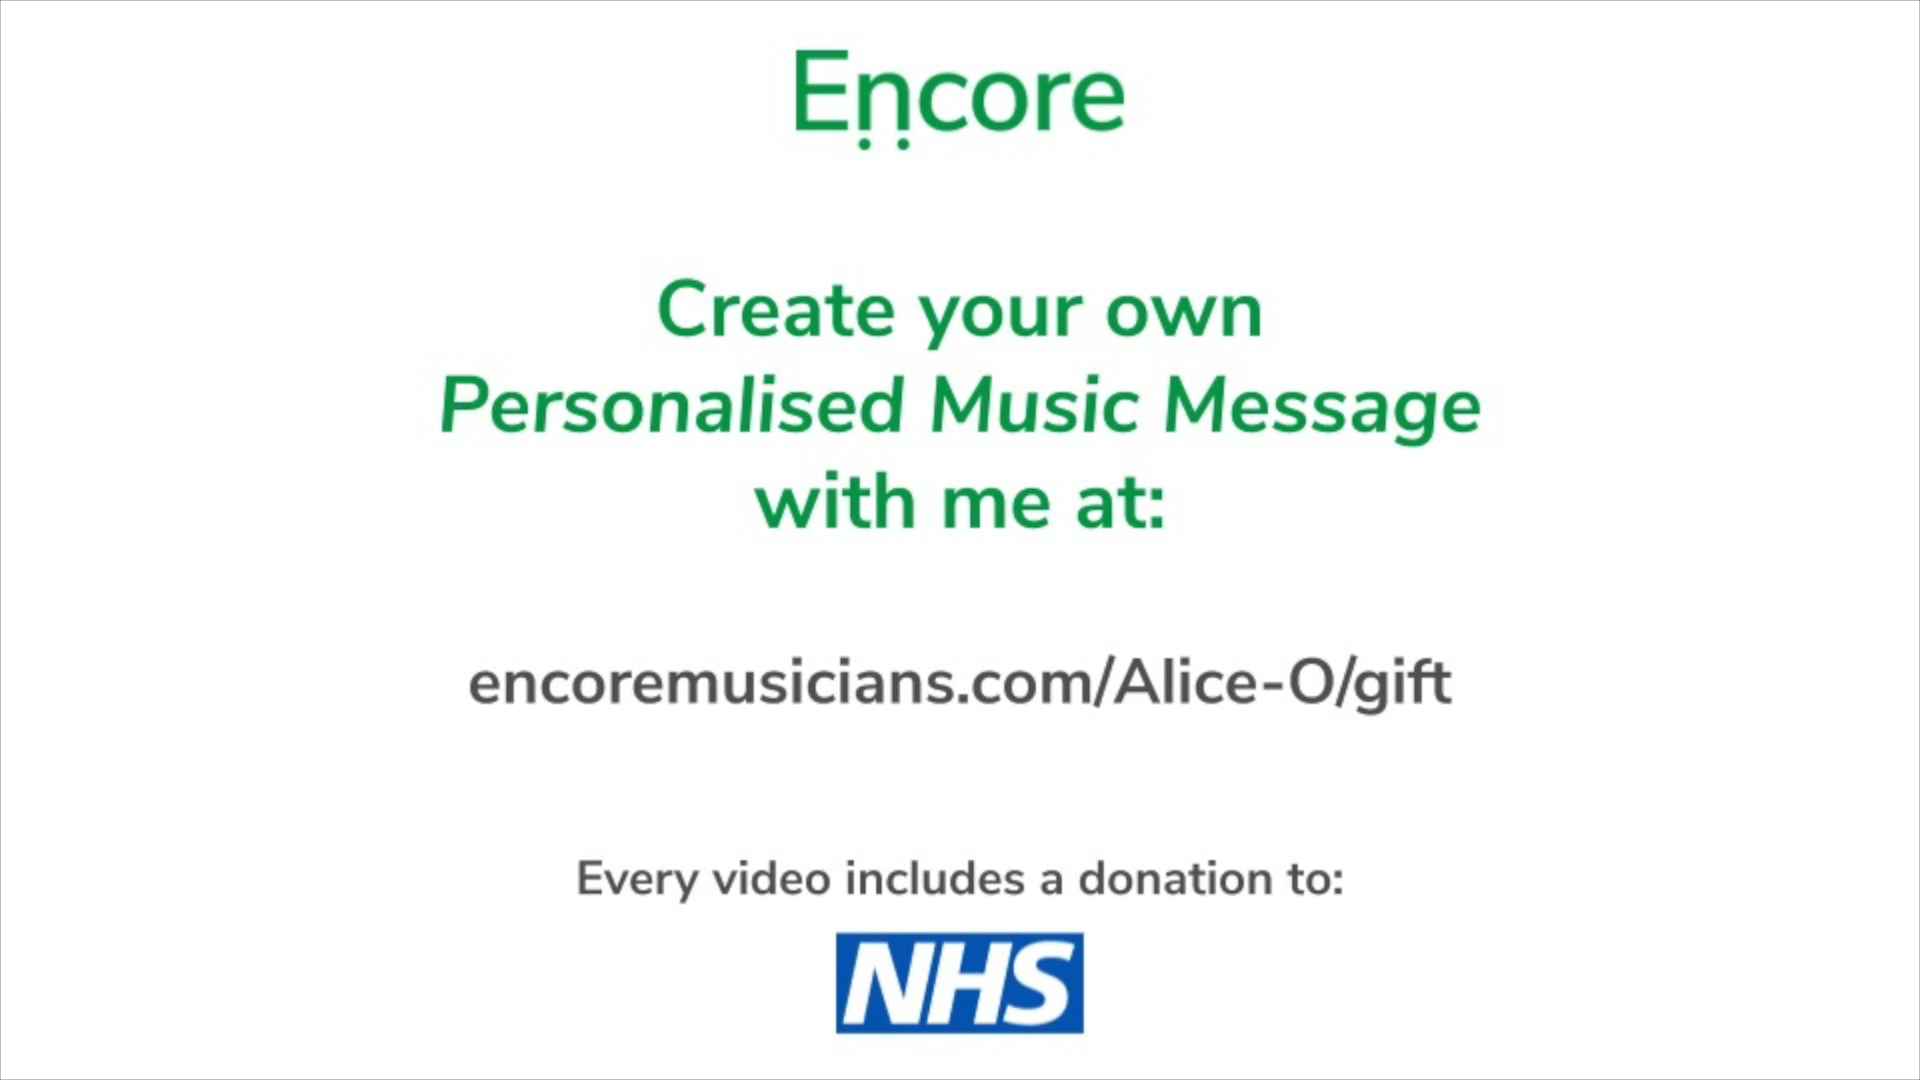 Encore
Create your own
Personalised Music Message
with me at:
encoremusicians.com/Alice-O/gift
Every video includes a donation to:
NHS